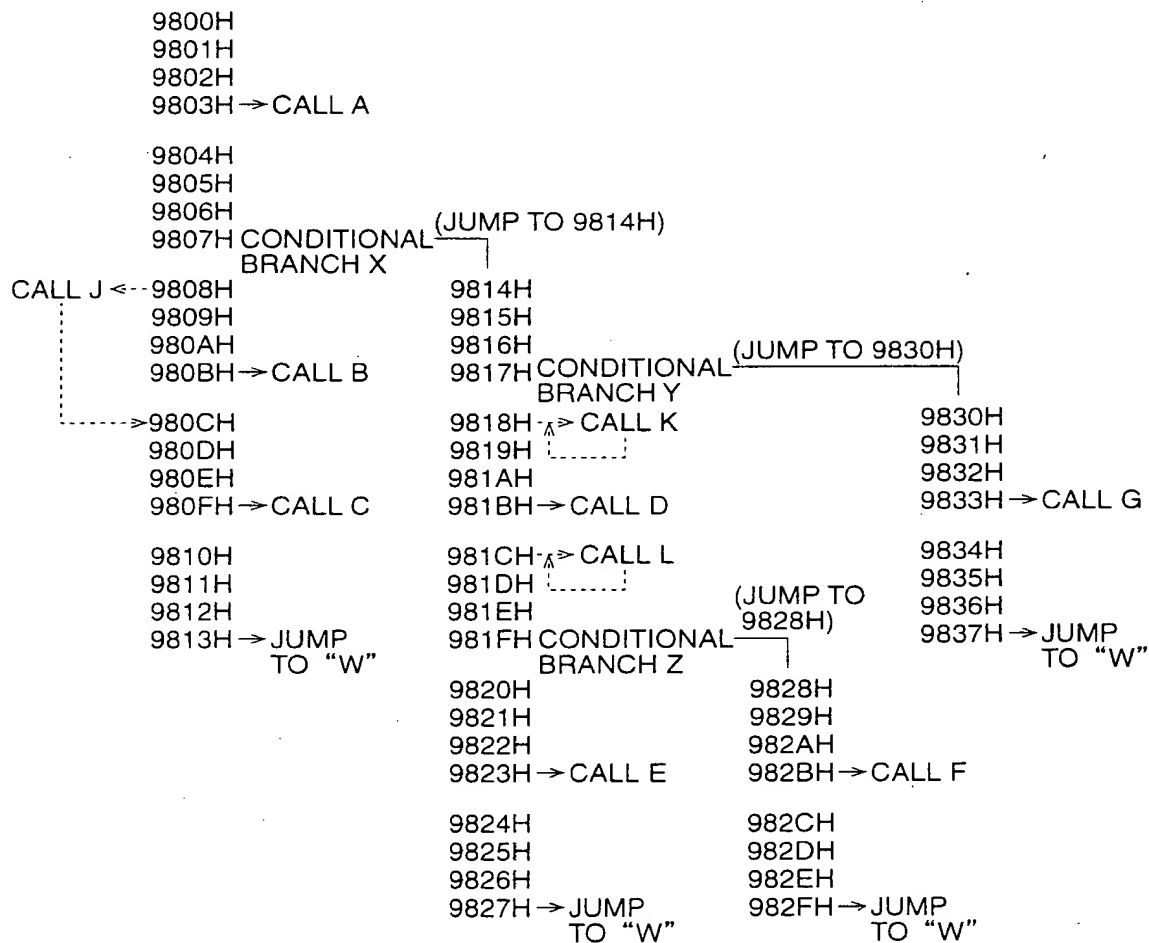 9800H
9801H
9802H
9803H → CALL A
9804H
9805H
9806H
9807H CONDITIONAL
BRANCH X
(JUMP TO 9814H)
CALL J
9808H
9809H
980AH
980BH → CALL B
980CH
980DH
980EH
980FH → CALL C
9810H
9811H
9812H
9813H → JUMP
TO “W”
9814H
9815H
9816H
9817H CONDITIONAL
BRANCH Y
(JUMP TO 9830H)
9818H CALL K
9819H
981AH
981BH → CALL D
981CH CALL L
981DH
981EH
981FH CONDITIONAL
BRANCH Z
(JUMP TO
9828H)
9820H
9821H
9822H
9823H → CALL E
9824H
9825H
9826H
9827H → JUMP
TO “W”
9828H
9829H
982AH
982BH → CALL F
982CH
982DH
982EH
982FH → JUMP
TO “W”
9830H
9831H
9832H
9833H → CALL G
9834H
9835H
9836H
9837H → JUMP
TO “W”